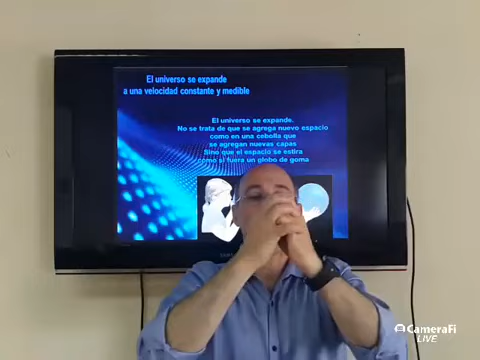 El universo se expande
a una velocidad constante y medible
El universo se expande.
No se trata de que se agrega nuevo espacio
como en una cebolla que
se agregan nuevas capas
Sino que el espacio se estira
como si fuera un globo de goma
CameraFi
LIVE